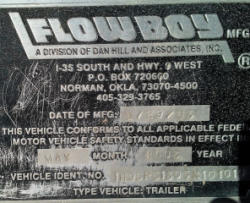 FLOWBOY MFG
®
A DIVISION OF DAN HILL AND ASSOCIATES, INC.
I-35 SOUTH AND HWY. 9 WEST
P.O. BOX 720660
NORMAN, OKLA. 73070-4500
405-329-3765
DATE OF MFG.
THIS VEHICLE CONFORMS TO ALL APPLICABLE FEDE
MOTOR VEHICLE SAFETY STANDARDS IN EFFECT I
MAY MONTH YEAR
VEHICLE IDENT. NO.
TYPE VEHICLE: TRAILER